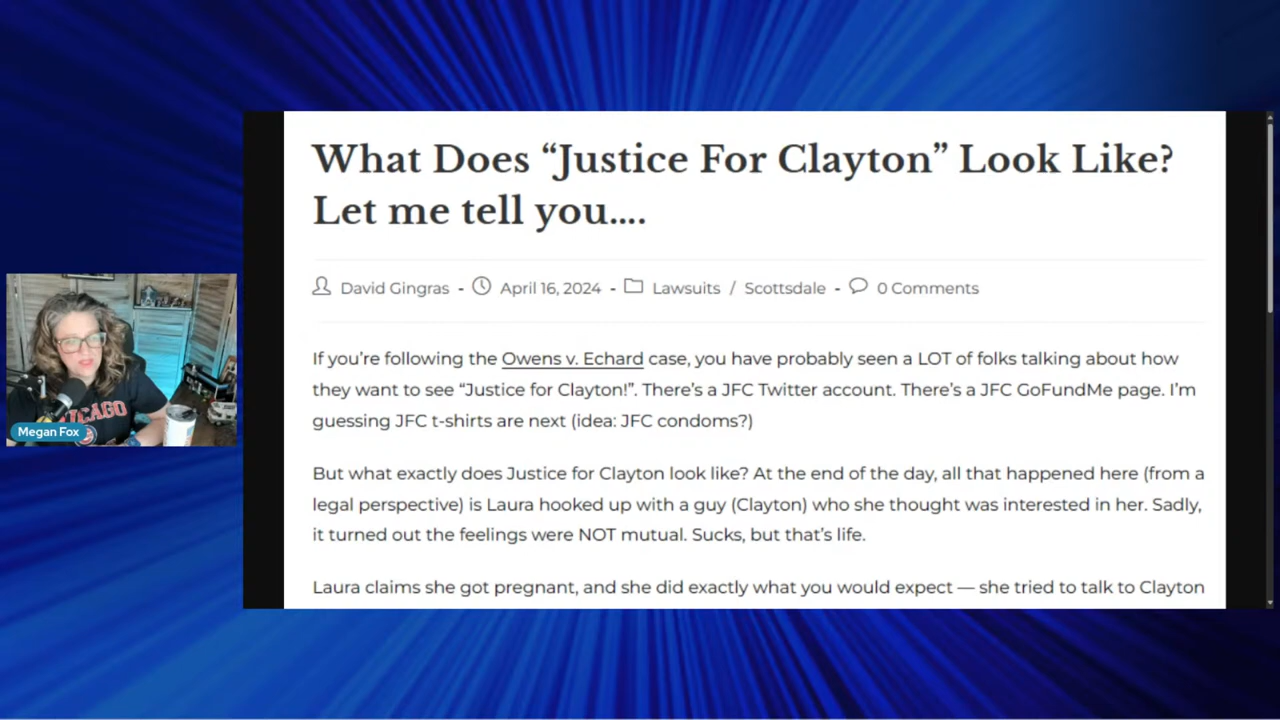 What Does “Justice For Clayton” Look Like?
Let me tell you....
David Gingras - April 16, 2024 - Lawsuits / Scottsdale - 0 Comments
If you’re following the Owens v. Echard case, you have probably seen a LOT of folks talking about how
they want to see “Justice for Clayton!”. There’s a JFC Twitter account. There’s a JFC GoFundMe page. I’m
guessing JFC t-shirts are next (idea: JFC condoms?)
But what exactly does Justice for Clayton look like? At the end of the day, all that happened here (from a
legal perspective) is Laura hooked up with a guy (Clayton) who she thought was interested in her. Sadly,
it turned out the feelings were NOT mutual. Sucks, but that’s life.
Laura claims she got pregnant, and she did exactly what you would expect — she tried to talk to Clayton
CHICAGO
Megan Fox